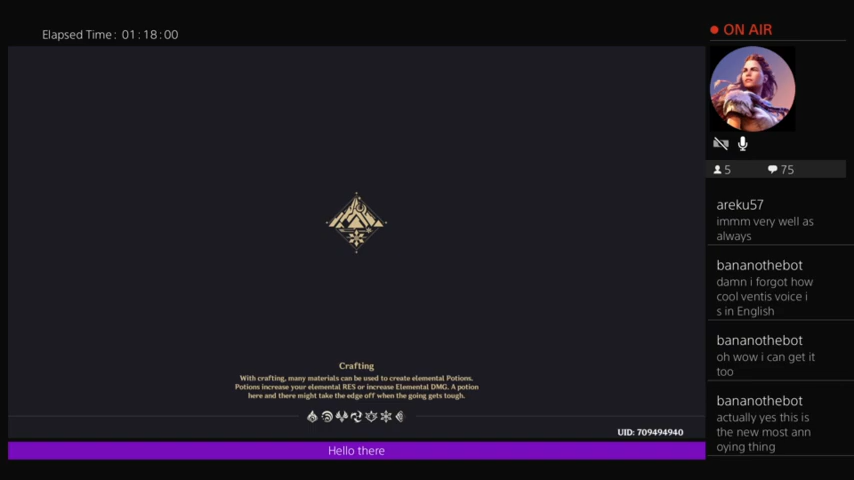 Elapsed Time: 01:18:00
ON AIR
5
75
areku57
immm very well as
always
bananothebot
damn i forgot how
cool ventis voice i
s in English
bananothebot
oh wow i can get it
too
bananothebot
actually yes this is
the new most ann
oying thing
Crafting
With crafting, many materials can be used to create elemental Potions.
Potions increase your elemental RES or increase Elemental DMG. A potion
here and there might take the edge off when the going gets tough.
UID: 709494940
Hello there